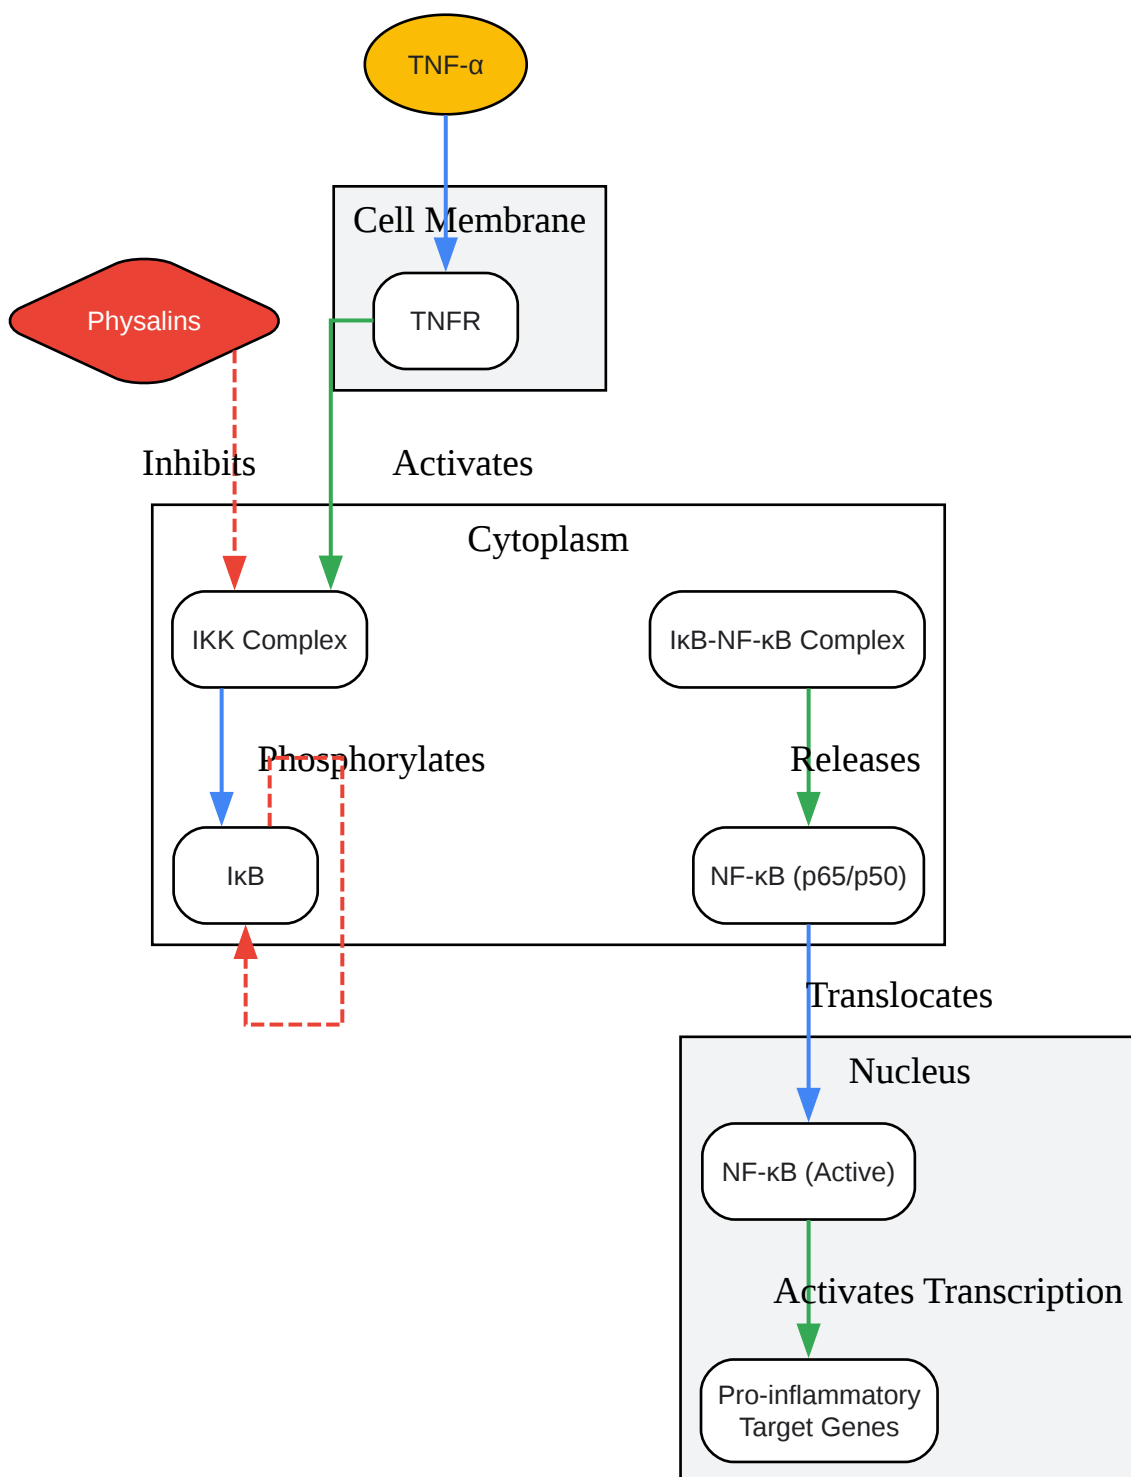 TNF-α
Cell Membrane
Physalins
TNFR
Inhibits
Activates
Cytoplasm
IKK Complex
IκB-NF-κB Complex
Phosphorylates
Releases
IκB
NF-κB (p65/p50)
Translocates
Nucleus
NF-κB (Active)
Activates Transcription
Pro-inflammatory
Target Genes